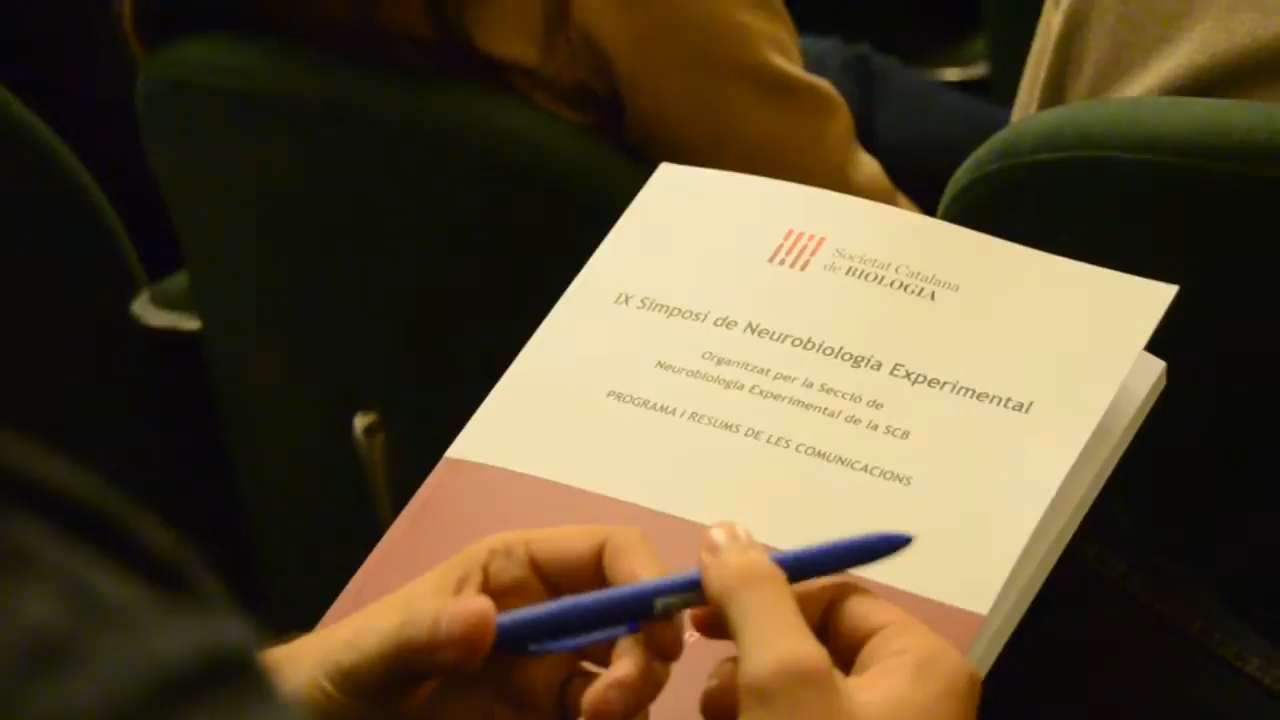 Societat Catalana
de BIOLOGIA
IX Simposi de Neurobiologia Experimental
Organitzat per la Secció de
Neurobiologia Experimental de la SCB
PROGRAMA I RESUMS DE LES COMUNICACIONS